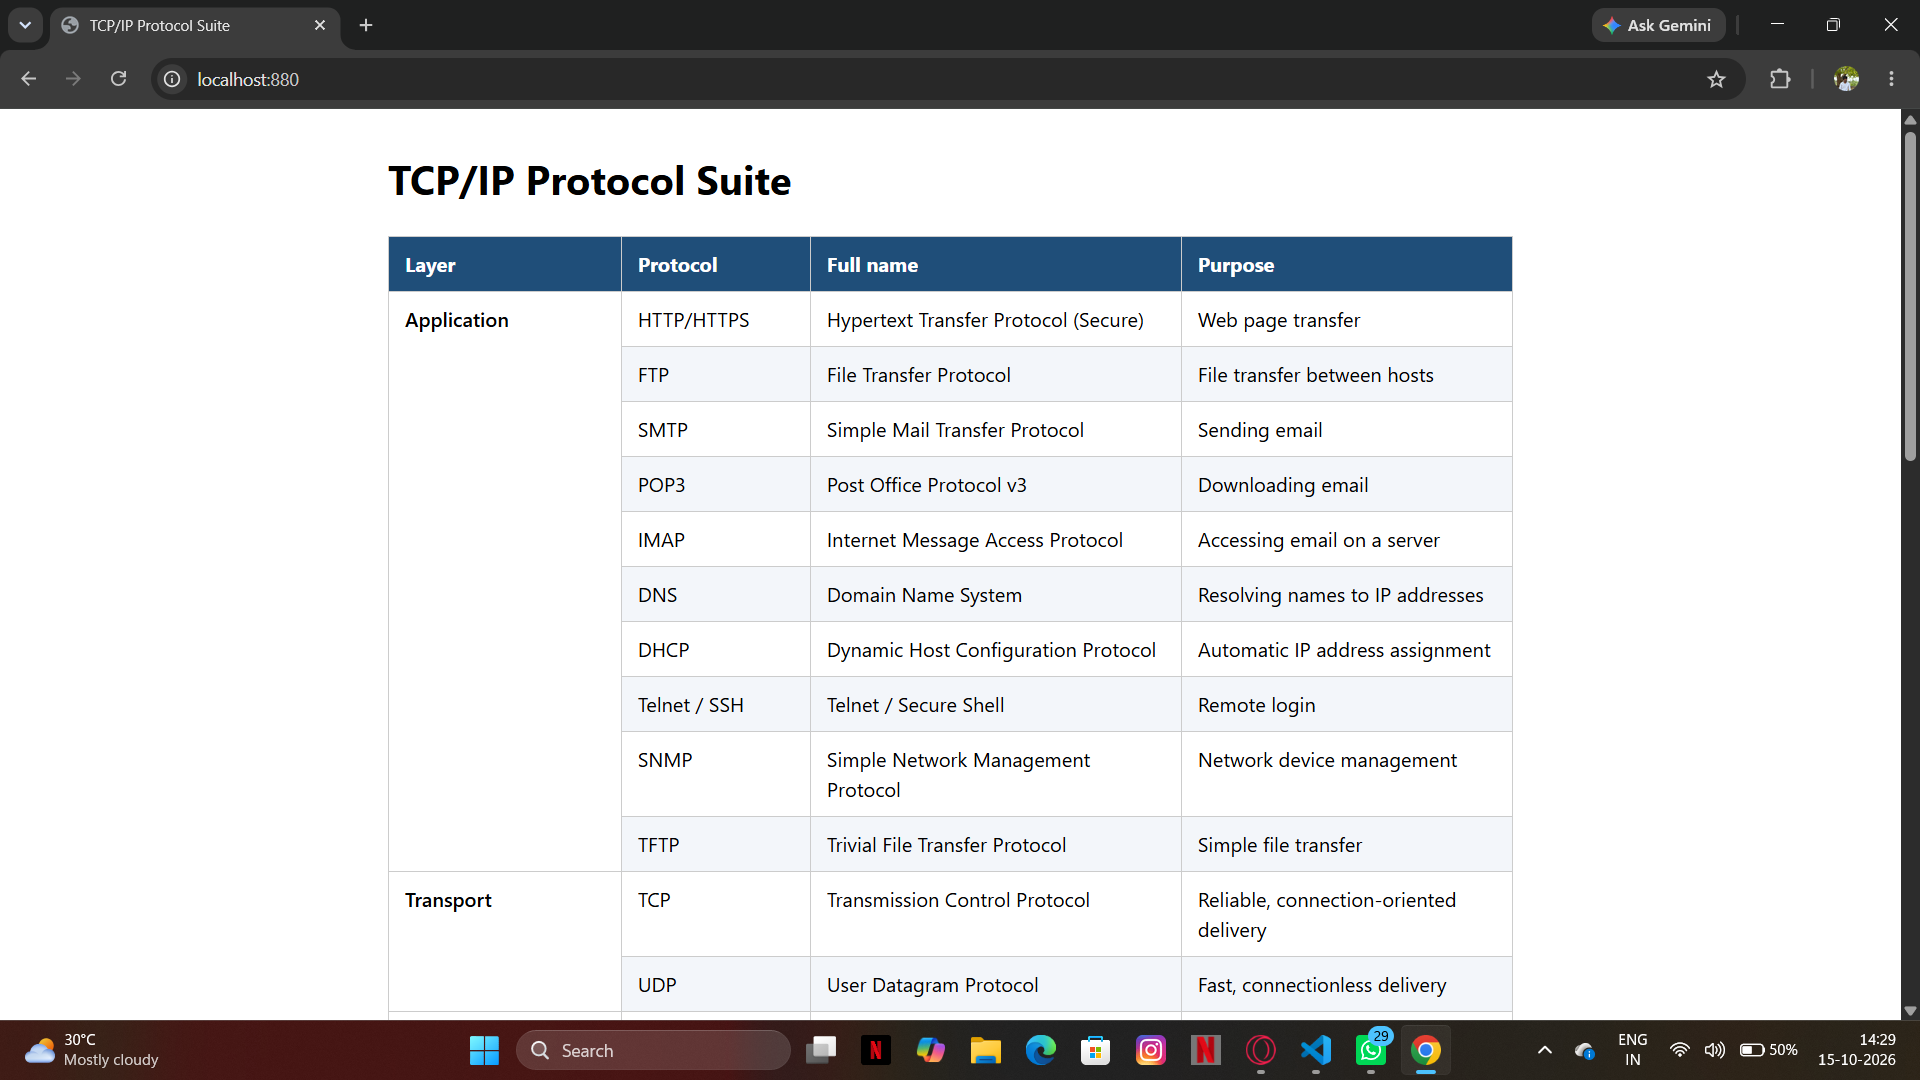 TCP/IP Protocol Suite
Ask Gemini
localhost:880
TCP/IP Protocol Suite
Layer Protocol Full name Purpose
Application HTTP/HTTPS Hypertext Transfer Protocol (Secure) Web page transfer
FTP File Transfer Protocol File transfer between hosts
SMTP Simple Mail Transfer Protocol Sending email
POP3 Post Office Protocol v3 Downloading email
IMAP Internet Message Access Protocol Accessing email on a server
DNS Domain Name System Resolving names to IP addresses
DHCP Dynamic Host Configuration Protocol Automatic IP address assignment
Telnet / SSH Telnet / Secure Shell Remote login
SNMP Simple Network Management Network device management
Protocol
TFTP Trivial File Transfer Protocol Simple file transfer
Transport TCP Transmission Control Protocol Reliable, connection-oriented
delivery
UDP User Datagram Protocol Fast, connectionless delivery
30°C
Mostly cloudy
Search
N
N
29
ENG
IN
50%
14:29
15-10-2026